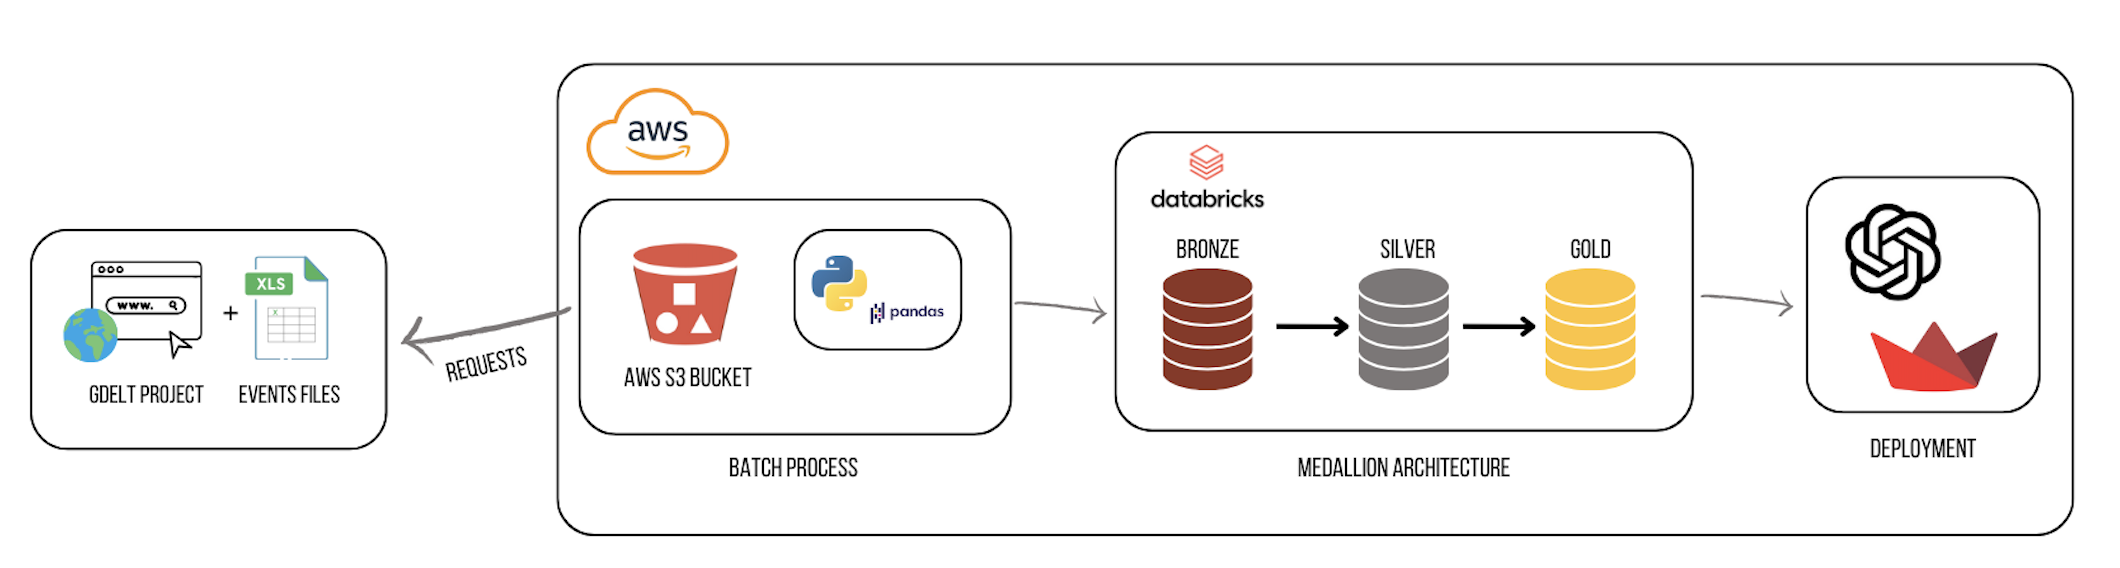 aws
databricks
BRONZE
SILVER
GOLD
XLS
X
www.
+
pandas
REQUESTS
AWS S3 BUCKET
GDELT PROJECT
EVENTS FILES
BATCH PROCESS
MEDALLION ARCHITECTURE
DEPLOYMENT